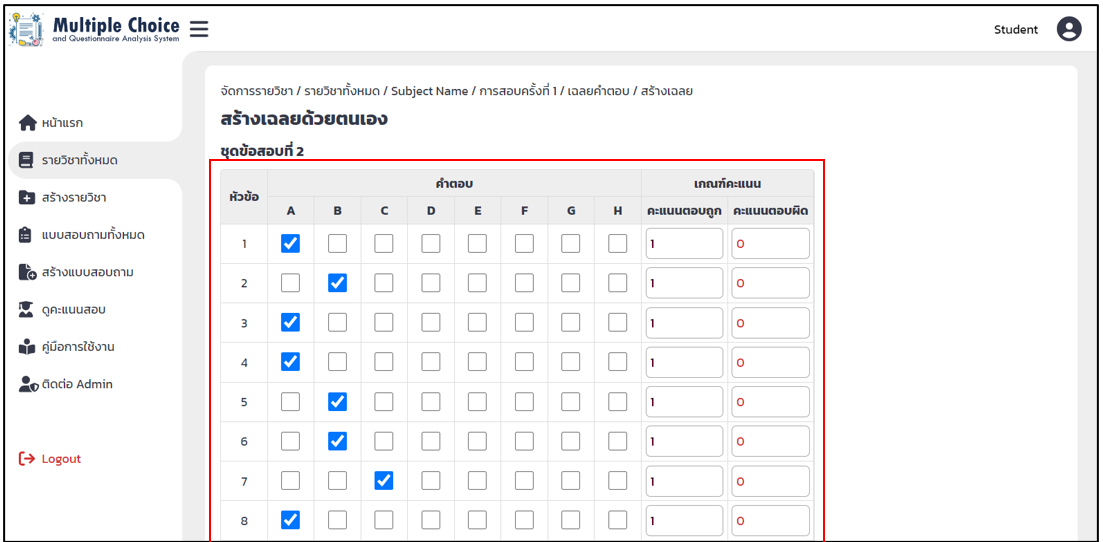 Multiple Choice
and Questionnaire Analysis System
Student
จัดการรายวิชา / รายวิชาทั้งหมด / Subject Name / การสอบครั้งที่ 1 / เฉลยคำตอบ / สร้างเฉลย
สร้างเฉลยด้วยตนเอง
ชุดข้อสอบที่ 2
หน้าแรก
รายวิชาทั้งหมด
สร้างรายวิชา
แบบสอบถามทั้งหมด
สร้างแบบสอบถาม
ดูคะแนนสอบ
คู่มือการใช้งาน
ติดต่อ Admin
Logout
หัวข้อ คำตอบ เกณฑ์คะแนน
A B C D E F G H คะแนนตอบถูก คะแนนตอบผิด
1 1 0
2 1 0
3 1 0
4 1 0
5 1 0
6 1 0
7 1 0
8 1 0